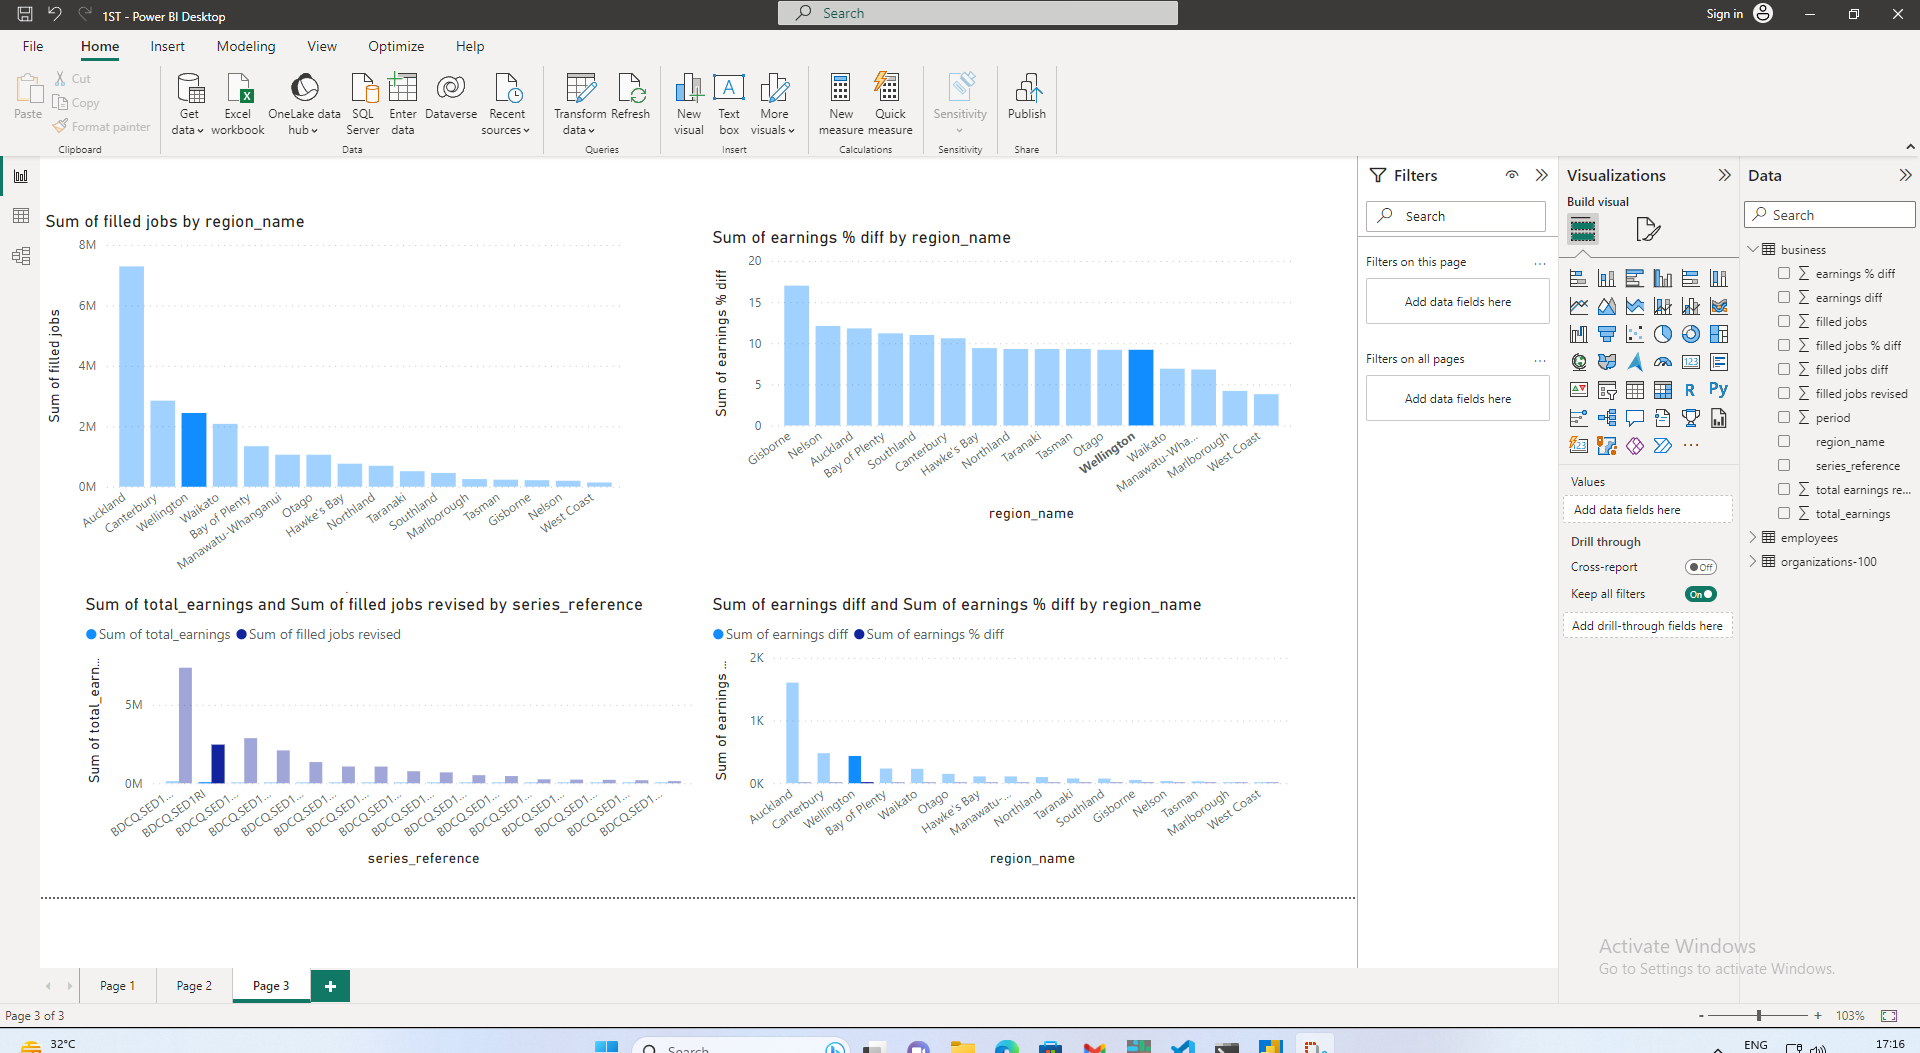 1ST - Power BI Desktop
Search
Sign in
File
Home
Insert
Modeling
View
Optimize
Help
Paste
Cut
Copy
Format painter
Clipboard
Get data
Excel workbook
OneLake data hub
SQL Server
Enter data
Dataverse
Recent sources
Data
Transform data
Refresh
Queries
New visual
Text box
More visuals
Insert
New measure
Quick measure
Calculations
Sensitivity
Sensitivity
Publish
Share
Sum of filled jobs by region_name
8M
6M
4M
2M
0M
Sum of filled jobs
Auckland
Canterbury
Wellington
Waikato
Bay of Plenty
Manawatu-Whanganui
Otago
Hawke's Bay
Northland
Taranaki
Southland
Marlborough
Tasman
Gisborne
Nelson
West Coast
Sum of earnings % diff by region_name
20
15
10
5
0
Sum of earnings % diff
Gisborne
Nelson
Auckland
Bay of Plenty
Southland
Canterbury
Hawke's Bay
Northland
Taranaki
Tasman
Otago
Wellington
Waikato
Manawatu-Wha...
Marlborough
West Coast
region_name
Sum of total_earnings and Sum of filled jobs revised by series_reference
Sum of total_earnings
Sum of filled jobs revised
5M
0M
Sum of total_earn...
BDCQ.SED1...
BDCQ.SED1RI
BDCQ.SED1...
BDCQ.SED1...
BDCQ.SED1...
BDCQ.SED1...
BDCQ.SED1...
BDCQ.SED1...
BDCQ.SED1...
BDCQ.SED1...
BDCQ.SED1...
BDCQ.SED1...
BDCQ.SED1...
BDCQ.SED1...
BDCQ.SED1...
BDCQ.SED1...
series_reference
Sum of earnings diff and Sum of earnings % diff by region_name
Sum of earnings diff
Sum of earnings % diff
2K
1K
0K
Sum of earnings ...
Auckland
Canterbury
Wellington
Bay of Plenty
Waikato
Otago
Hawke's Bay
Manawatu-...
Northland
Taranaki
Southland
Gisborne
Nelson
Tasman
Marlborough
West Coast
region_name
Filters
Search
Filters on this page
...
Add data fields here
Filters on all pages
...
Add data fields here
Visualizations
Build visual
123
R
Py
123
...
Values
Add data fields here
Drill through
Cross-report
Off
Keep all filters
On
Add drill-through fields here
Data
Search
business
earnings % diff
earnings diff
filled jobs
filled jobs % diff
filled jobs diff
filled jobs revised
period
region_name
series_reference
total earnings re...
total_earnings
employees
organizations-100
Activate Windows
Go to Settings to activate Windows.
Page 1
Page 2
Page 3
Page 3 of 3
103%
32°C
Search
ENG
17:16